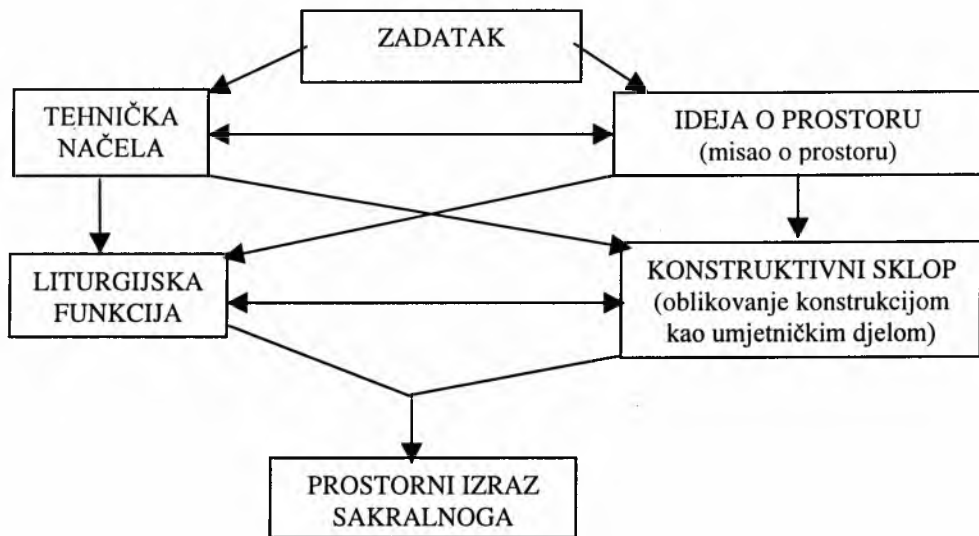 ZADATAK
TEHNIČKA
NAČELA
IDEJA O PROSTORU
(misao o prostoru)
LITURGIJSKA
FUNKCIJA
KONSTRUKTIVNI SKLOP
(oblikovanje konstrukcijom
kao umjetničkim djelom)
PROSTORNI IZRAZ
SAKRALNOGA